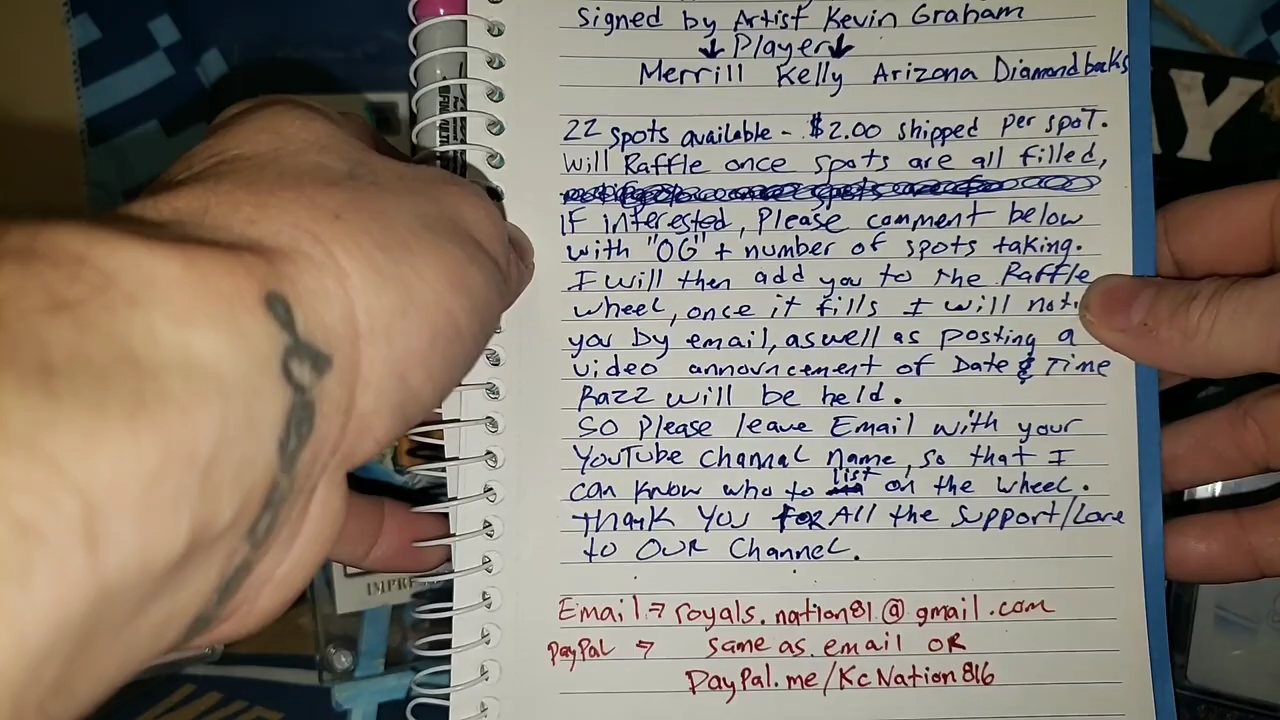 signed by Artist Kevin Graham
↓ Player ↓
Merrill Kelly Arizona Diamondbacks
22 spots available - $2.00 shipped per spot.
Will Raffle once spots are all filled,
IF interested, Please comment below
with "OG" + number of spots taking.
I will then add you to the Raffle
wheel, once it fills I will
you by email, aswell as posting a
video announcement of Date & Time
Razz will be held.
So Please leave Email with your
YouTube Channal name, so that I
can know who to list on the wheel.
Thank You For All the Support/Love
to OUR Channel.
Email → royals.nation81@gmail.com
PayPal → same as email OR
PayPal.me/KcNation816
IMPRE
Y